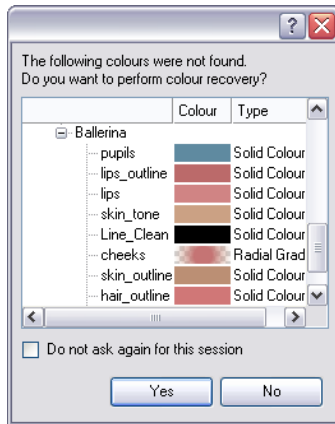 ?
The following colours were not found.
Do you want to perform colour recovery?
Colour Type
Ballerina
pupils Solid Colour
lips_outline Solid Colour
lips Solid Colour
skin_tone Solid Colour
Line_Clean Solid Colour
cheeks Radial Grad
skin_outline Solid Colour
hair_outline Solid Colour
Do not ask again for this session
Yes No